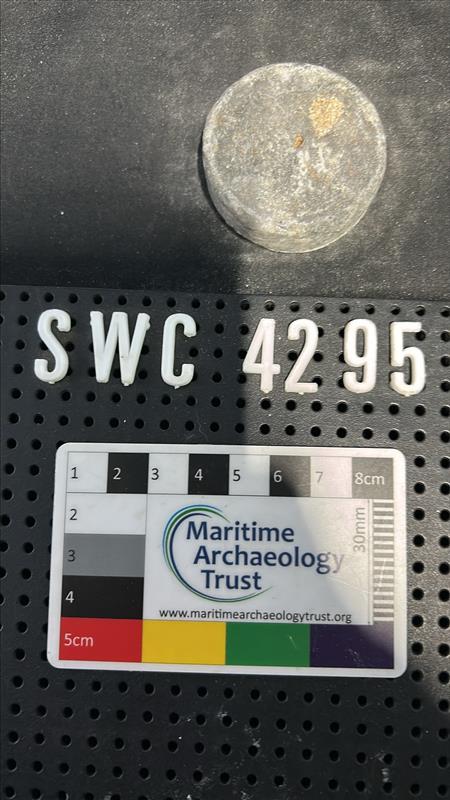 SWC 4295
1 2 3 4 5 6 7 8cm
2
3
4
5cm
30mm
Maritime
Archaeology
Trust
www.maritimearchaeologytrust.org